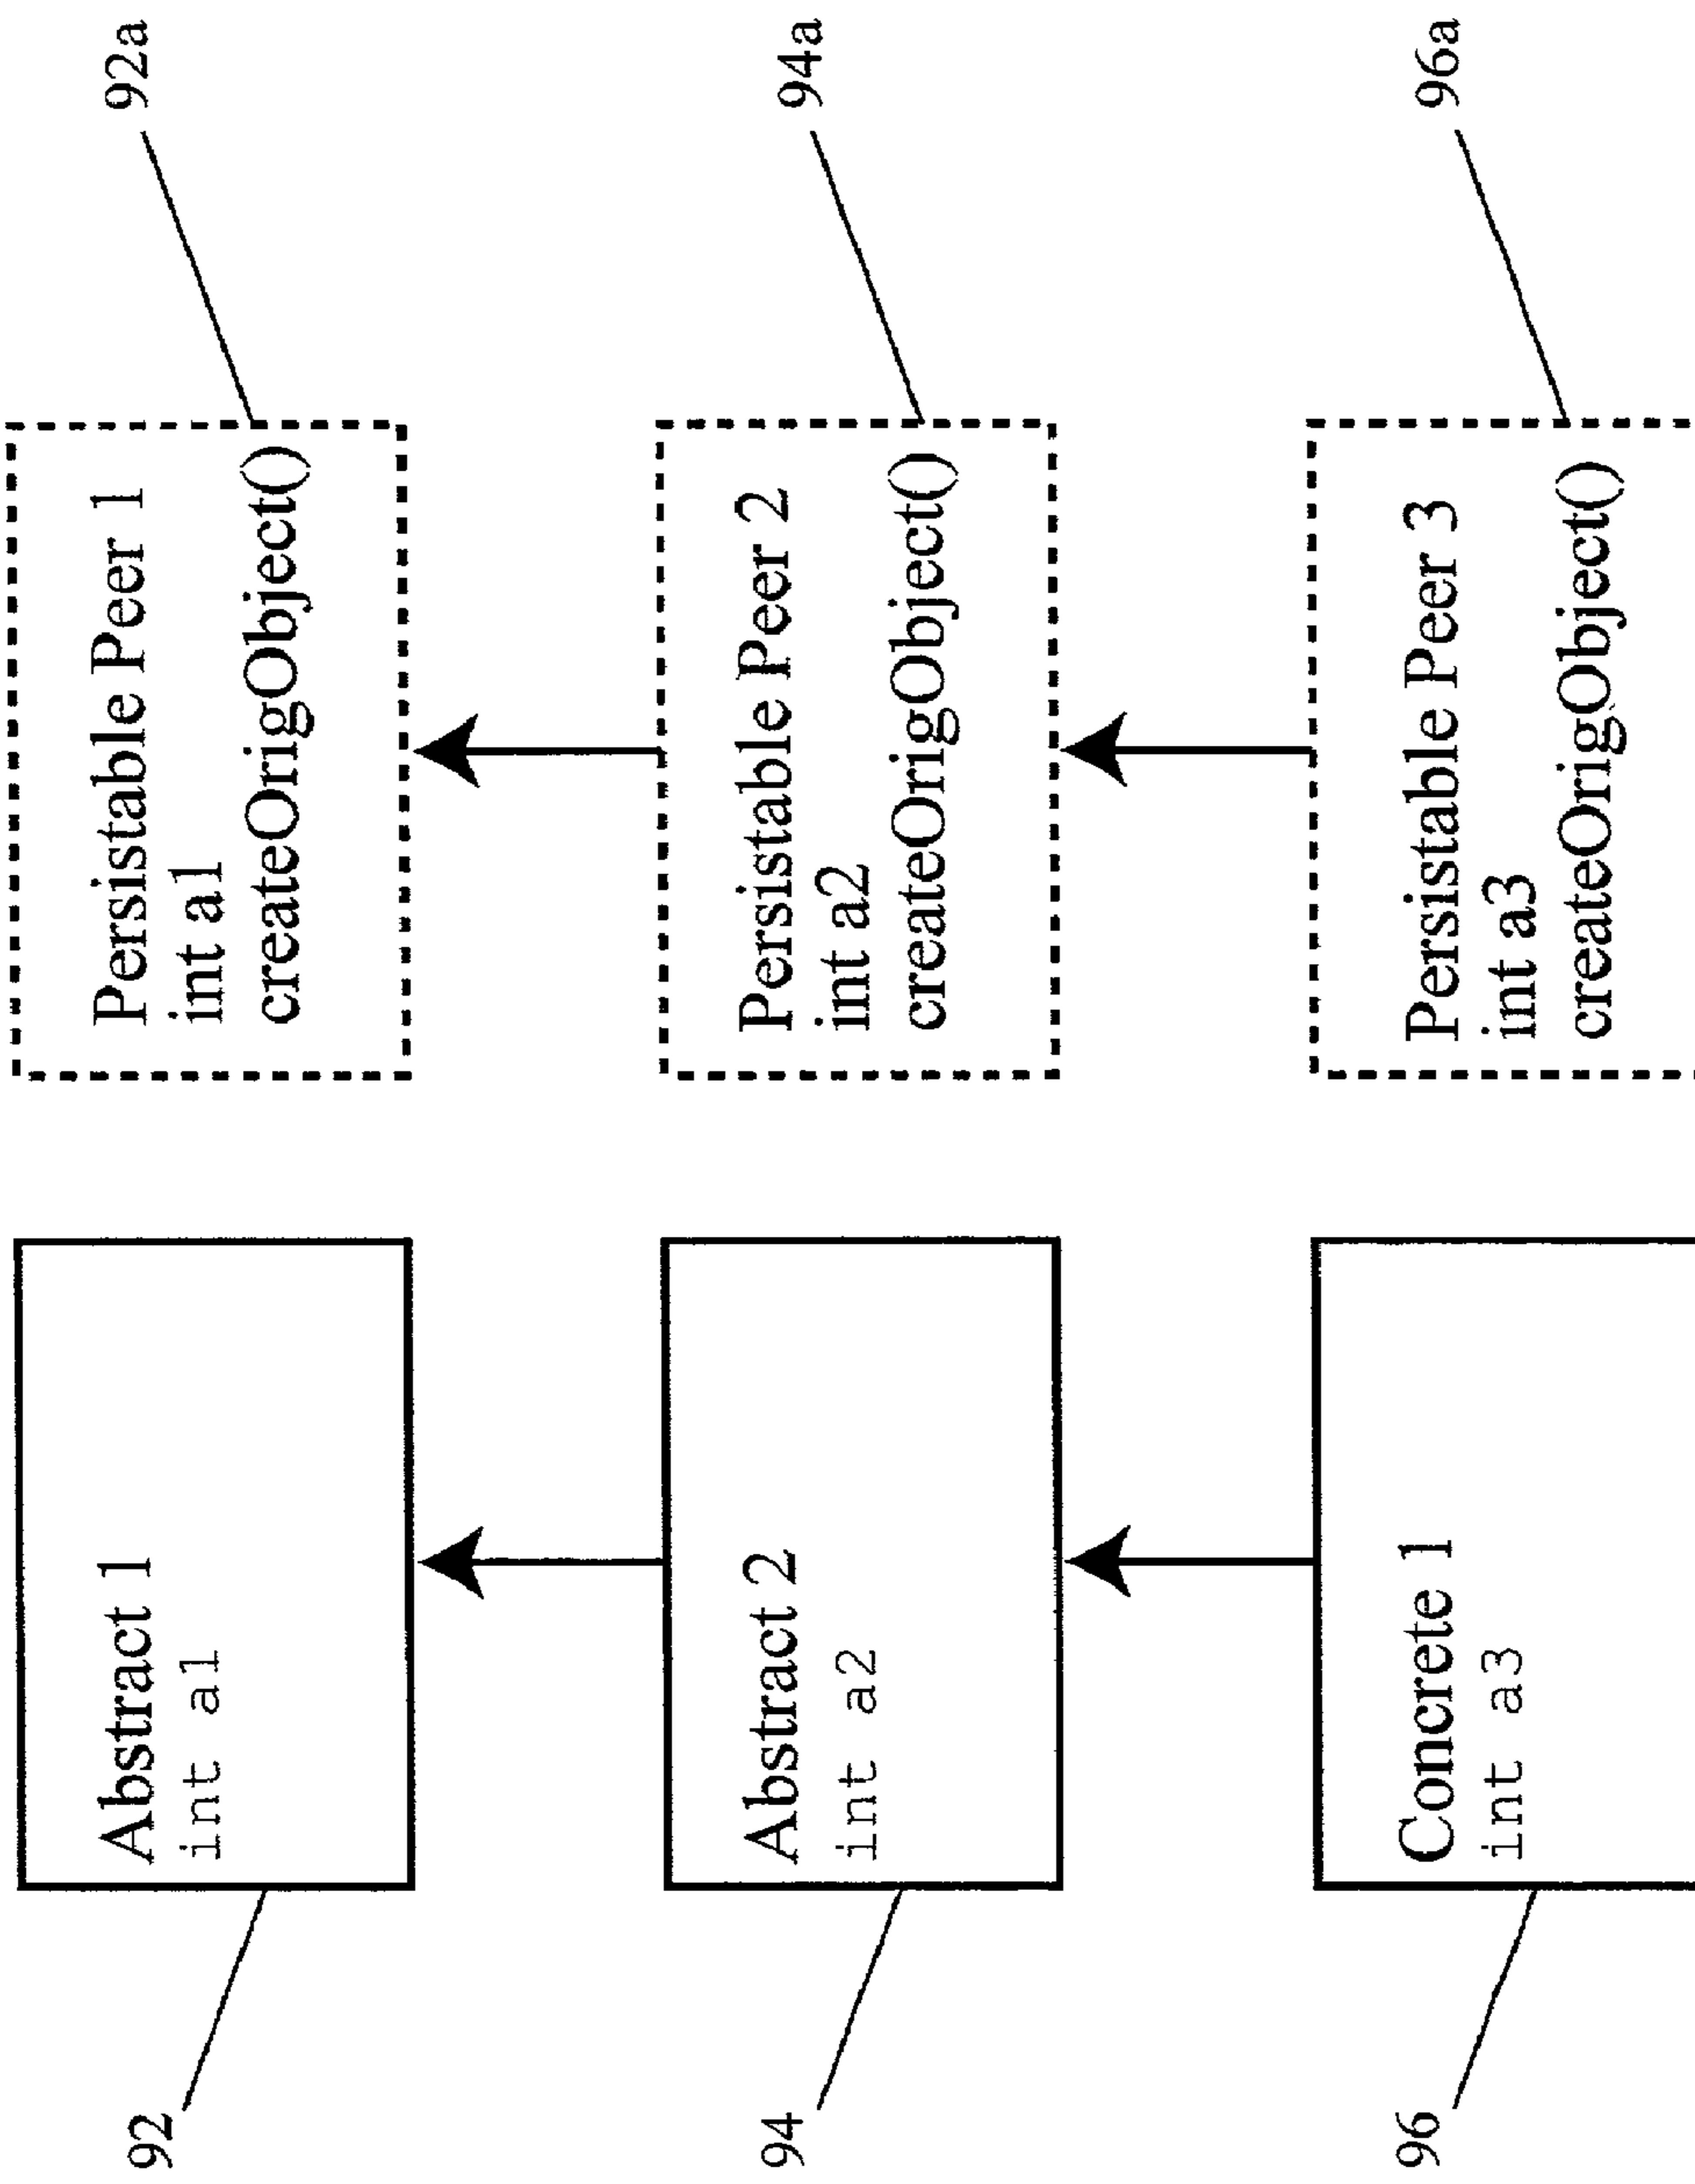 92
Abstract 1
int a1
Persistable Peer 1
int a1
createOrigObject()
92a
94
Abstract 2
int a2
Persistable Peer 2
int a2
createOrigObject()
94a
96
Concrete 1
int a3
Persistable Peer 3
int a3
createOrigObject()
96a